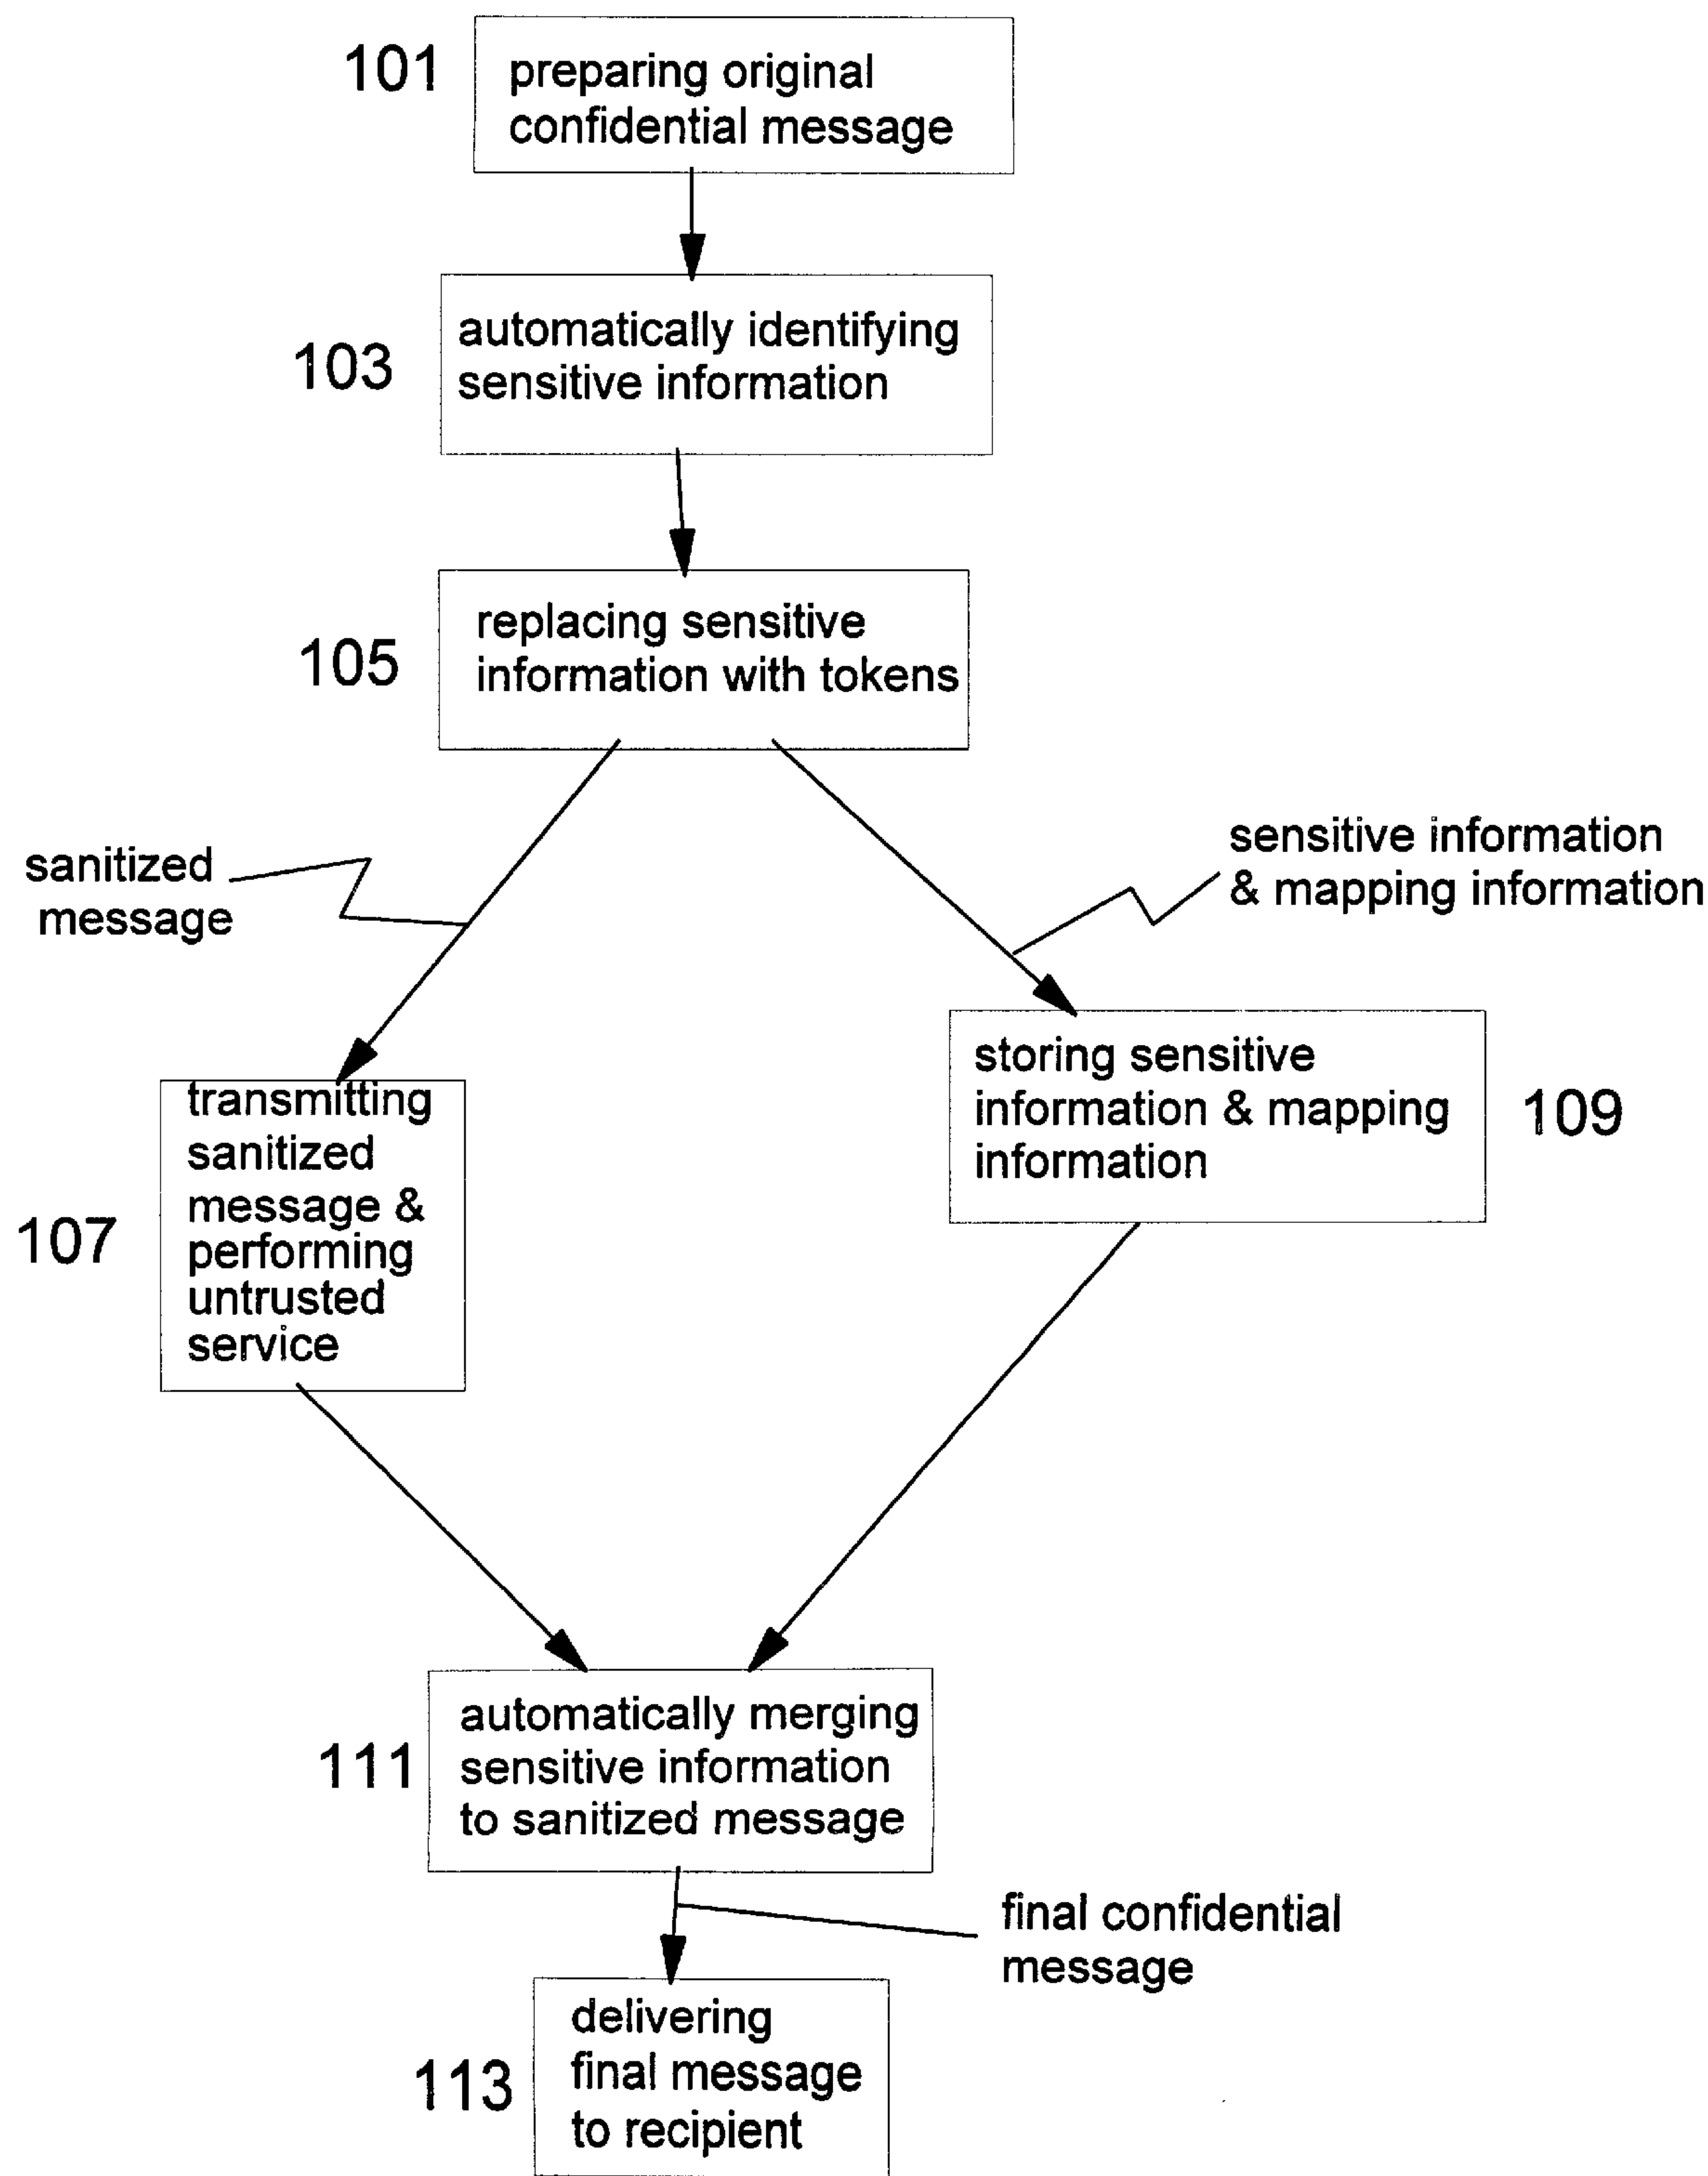 101
preparing original
confidential message
103
automatically identifying
sensitive information
105
replacing sensitive
information with tokens
sanitized
message
sensitive information
& mapping information
107
transmitting
sanitized
message &
performing
untrusted
service
storing sensitive
information & mapping
information
109
111
automatically merging
sensitive information
to sanitized message
final confidential
message
113
delivering
final message
to recipient